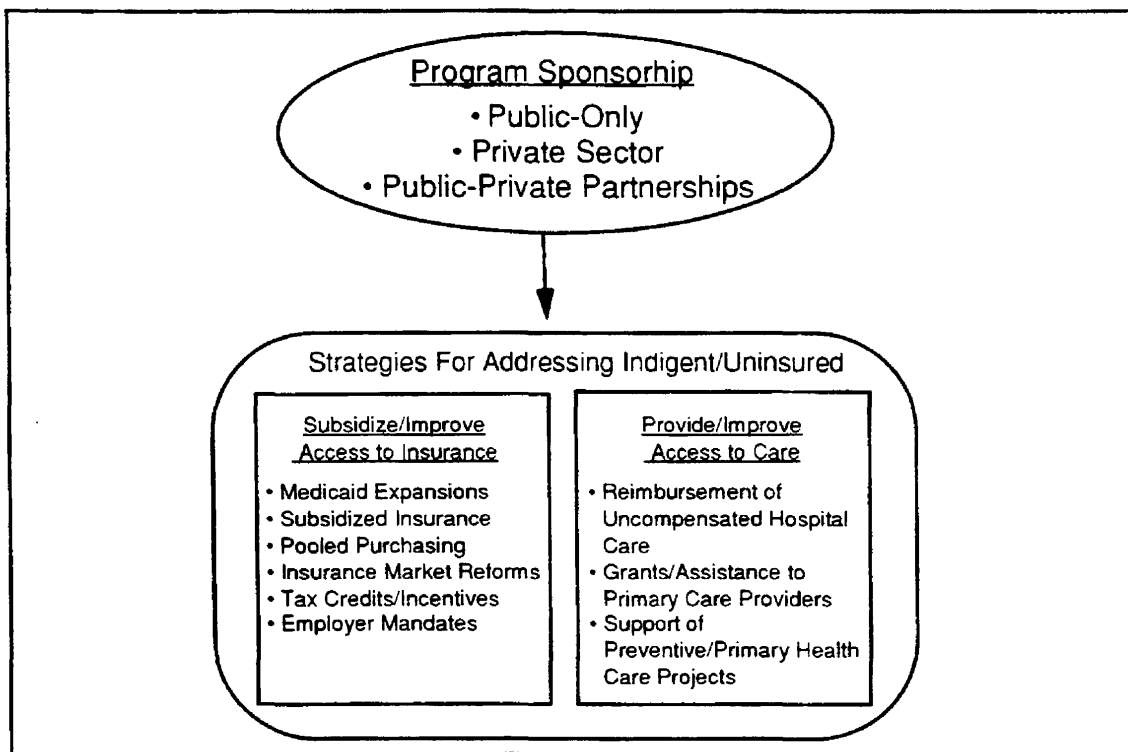 Program Sponsorhip
• Public-Only
• Private Sector
• Public-Private Partnerships
Strategies For Addressing Indigent/Uninsured
Subsidize/Improve
Access to Insurance
• Medicaid Expansions
• Subsidized Insurance
• Pooled Purchasing
• Insurance Market Reforms
• Tax Credits/Incentives
• Employer Mandates
Provide/Improve
Access to Care
• Reimbursement of
Uncompensated Hospital
Care
• Grants/Assistance to
Primary Care Providers
• Support of
Preventive/Primary Health
Care Projects